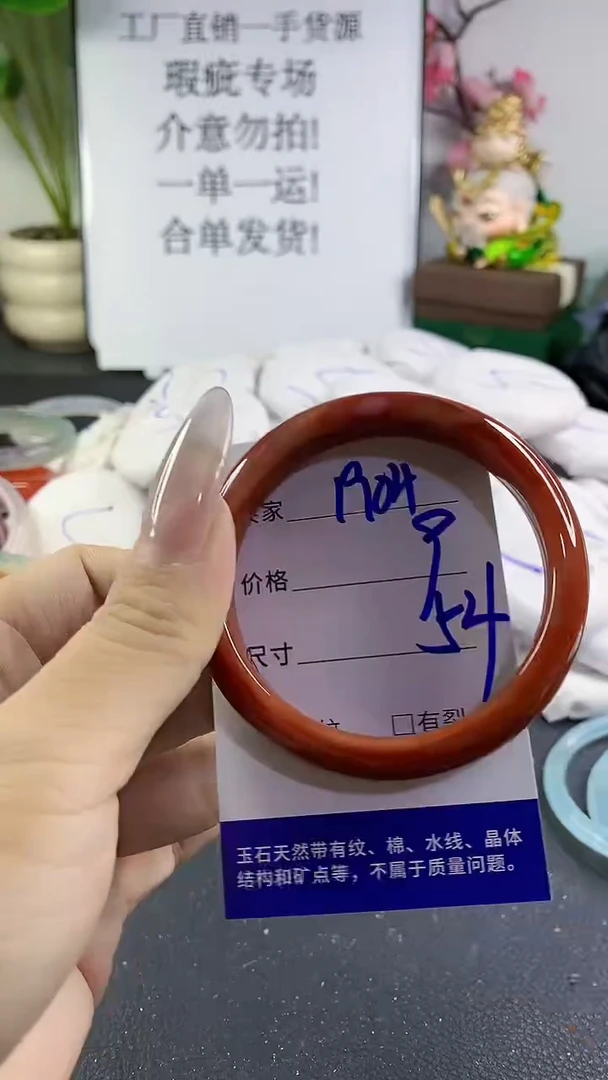 工厂直销一手货源
瑕疵专场
介意勿拍!
一单一运!
合单发货!
家
价格
尺寸 54
纹 □有裂
玉石天然带有纹、棉、水线、晶体
结构和矿点等，不属于质量问题。